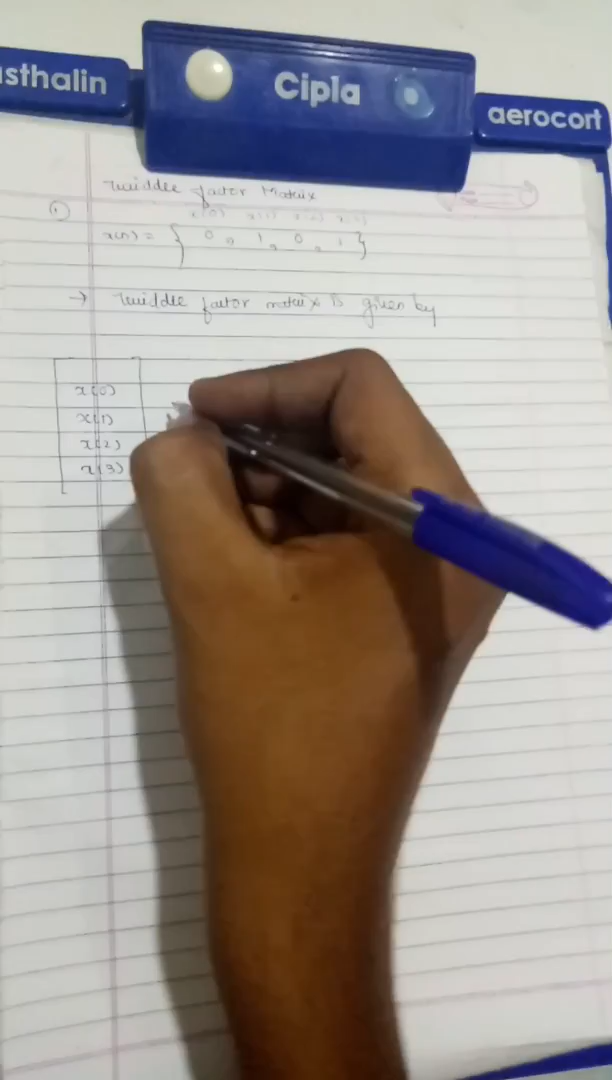 asthalin
Cipla
aerocort
Twiddle factor Matrix
x(0) x(1) x(2) x(3)
1.
x(n) = { 0, 1, 0, 1 }
→ Twiddle factor matrix is given by
x(0)
x(1)
x(2)
x(3)